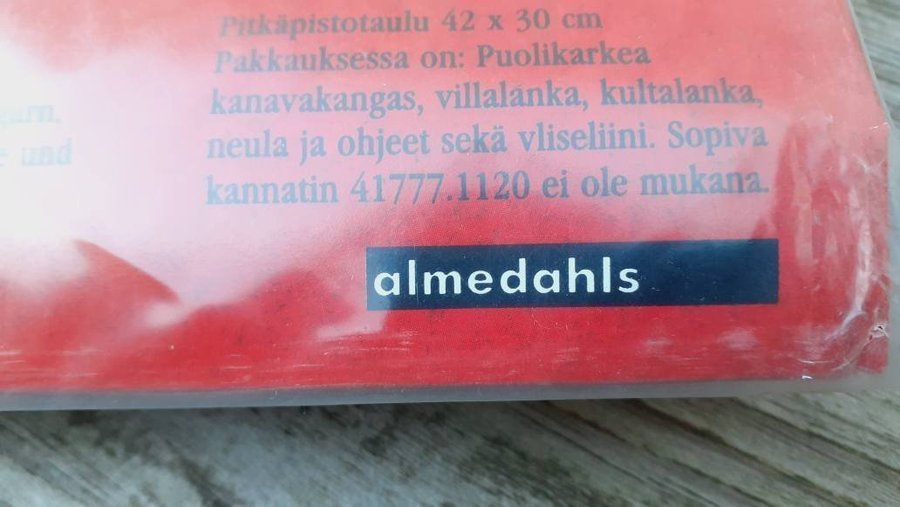 Pitkäpistotaulu 42 x 30 cm
Pakkauksessa on: Puolikarkea
kanavakangas, villalanka, kultalanka,
neula ja ohjeet sekä vliseliini. Sopiva
kannatin 41777.1120 ei ole mukana.
und
almedahls